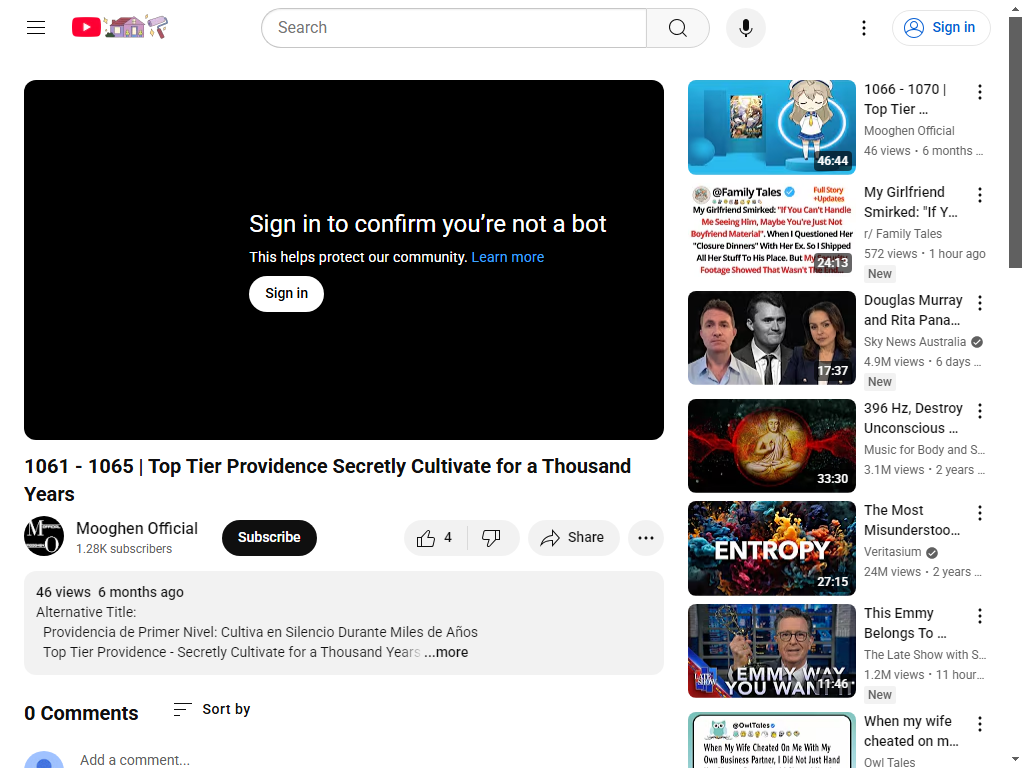 Search
Sign in
Sign in to confirm you’re not a bot
This helps protect our community. Learn more
Sign in
1061 - 1065 | Top Tier Providence Secretly Cultivate for a Thousand
Years
Mooghen Official
1.28K subscribers
Subscribe
4
Share
46 views 6 months ago
Alternative Title:
Providencia de Primer Nivel: Cultiva en Silencio Durante Miles de Años
Top Tier Providence - Secretly Cultivate for a Thousand Years ...more
0 Comments
Sort by
Add a comment...
46:44
1066 - 1070 |
Top Tier ...
Mooghen Official
46 views • 6 months ...
@Family Tales
Full Story
+Updates
My Girlfriend Smirked: "If You Can't Handle
Me Seeing Him, Maybe You're Just Not
Boyfriend Material". When I Questioned Her
"Closure Dinners" With Her Ex. So I Shipped
All Her Stuff To His Place. But My
Footage Showed That Wasn't The End...
24:13
My Girlfriend
Smirked: "If Y...
r/ Family Tales
572 views • 1 hour ago
New
17:37
Douglas Murray
and Rita Pana...
Sky News Australia
4.9M views • 6 days ...
New
33:30
396 Hz, Destroy
Unconscious ...
Music for Body and S...
3.1M views • 2 years ...
ENTROPY
27:15
The Most
Misunderstoo...
Veritasium
24M views • 2 years ...
LATE SHOW
(EMMY WAY
YOU WANT IT
11:46
This Emmy
Belongs To ...
The Late Show with S...
1.2M views • 11 hour...
New
@OwlTales
When My Wife Cheated On Me With My
Own Business Partner, I Did Not Just Hand
When my wife
cheated on m...
Owl Tales